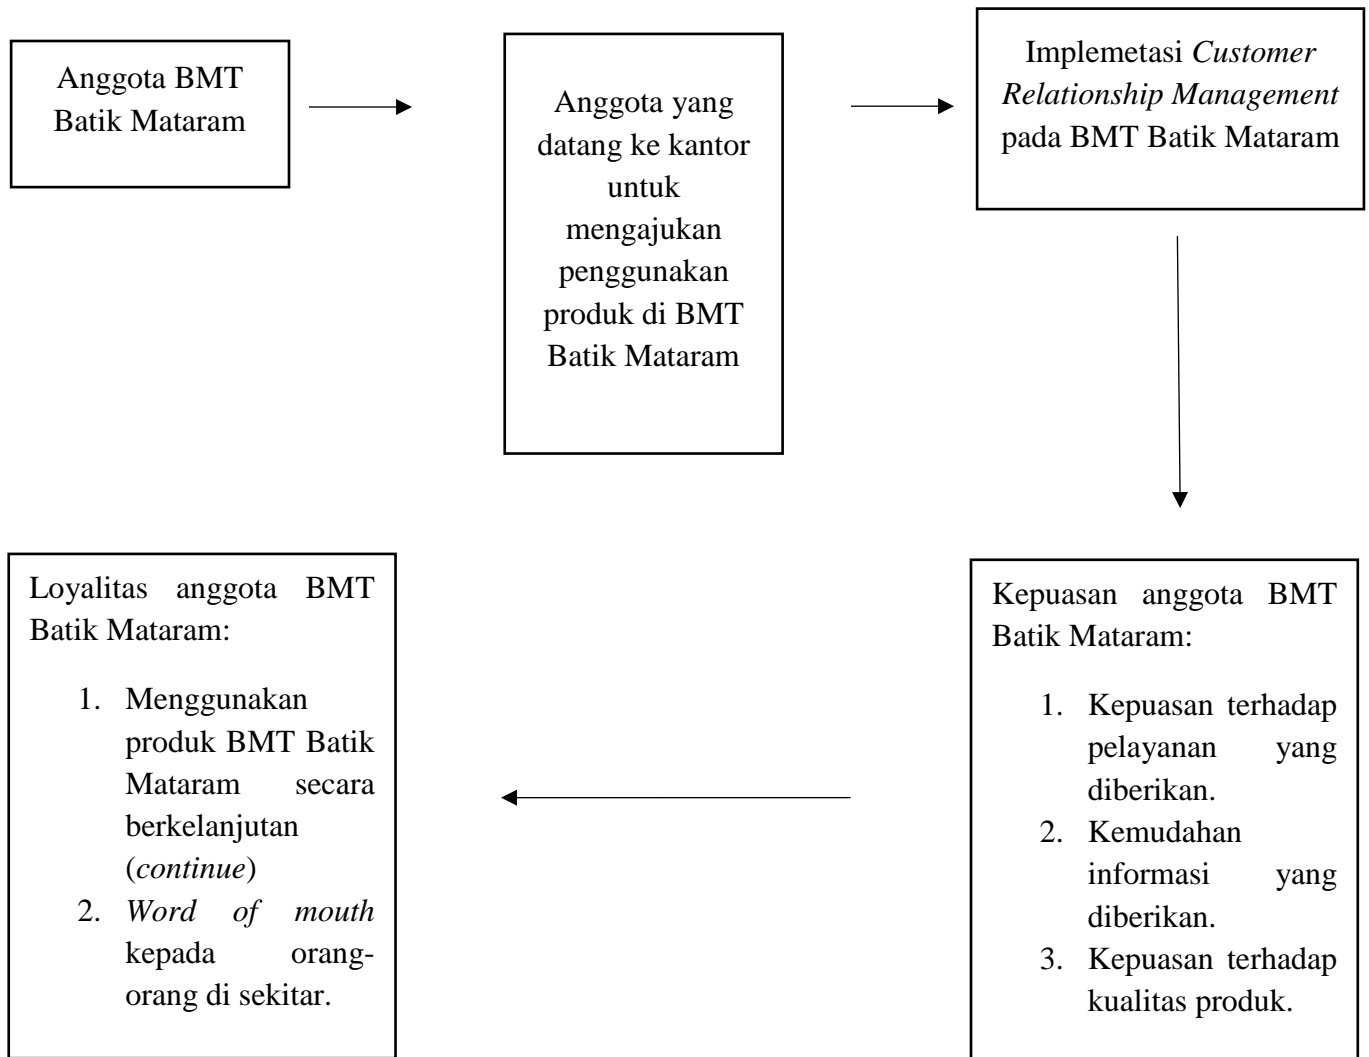 Anggota BMT
Batik Mataram
Anggota yang
datang ke kantor
untuk
mengajukan
penggunakan
produk di BMT
Batik Mataram
Implemetasi Customer
Relationship Management
pada BMT Batik Mataram
Kepuasan anggota BMT
Batik Mataram:
1. Kepuasan terhadap
pelayanan yang
diberikan.
2. Kemudahan
informasi yang
diberikan.
3. Kepuasan terhadap
kualitas produk.
Loyalitas anggota BMT
Batik Mataram:
1. Menggunakan
produk BMT Batik
Mataram secara
berkelanjutan
(continue)
2. Word of mouth
kepada orang-
orang di sekitar.